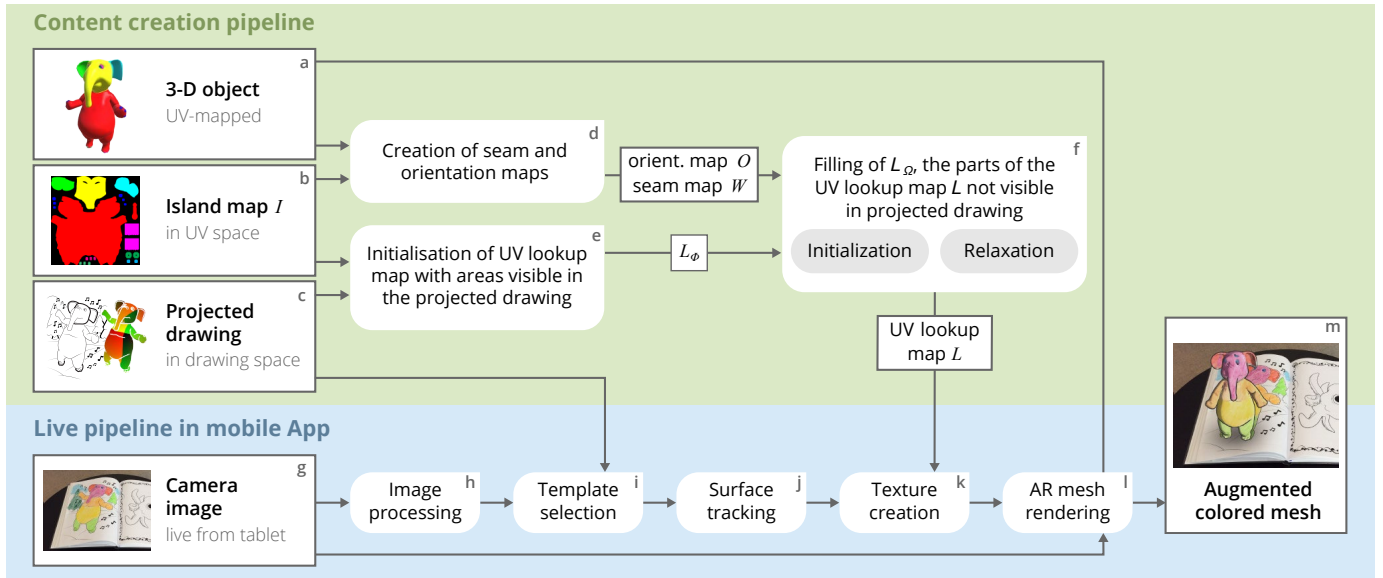 Content creation pipeline
a
3-D object
UV-mapped
b
Island map I
in UV space
c
Projected
drawing
in drawing space
d
Creation of seam and
orientation maps
orient. map O
seam map W
e
Initialisation of UV lookup
map with areas visible in
the projected drawing
L_Φ
f
Filling of L_Ω, the parts of the
UV lookup map L not visible
in projected drawing
Initialization
Relaxation
UV lookup
map L
Live pipeline in mobile App
g
Camera
image
live from tablet
h
Image
processing
i
Template
selection
j
Surface
tracking
k
Texture
creation
l
AR mesh
rendering
m
Augmented
colored mesh